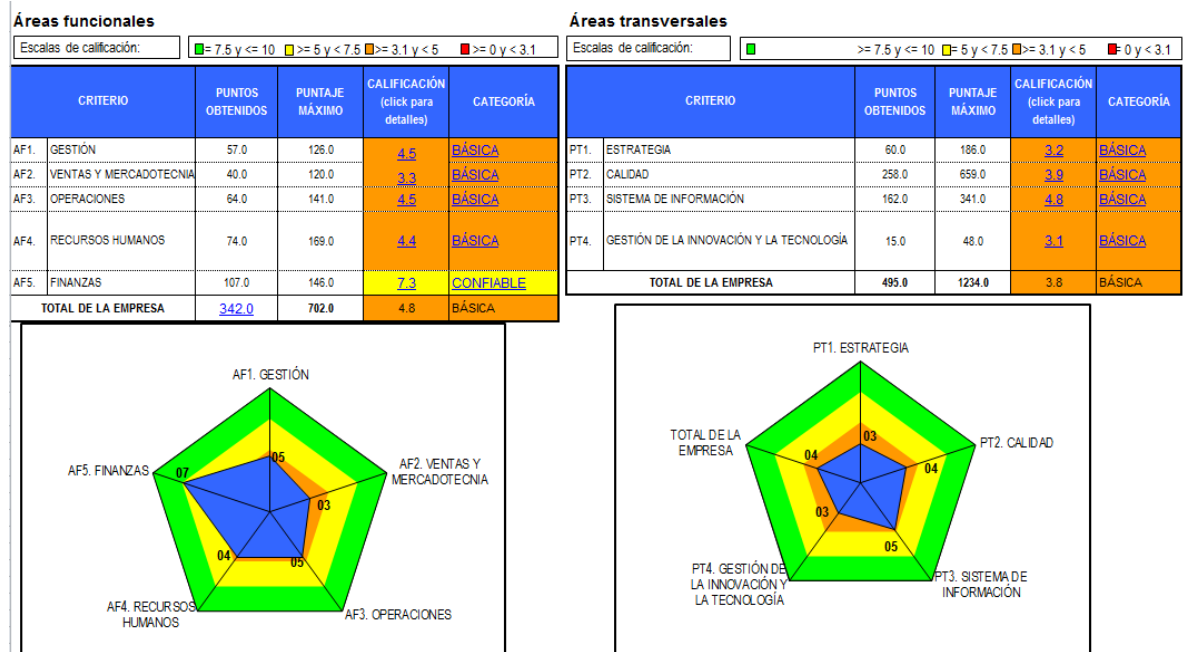 Áreas funcionales
Escalas de calificación: = 7.5 y <= 10 >= 5 y < 7.5 >= 3.1 y < 5 >= 0 y < 3.1
CRITERIO PUNTOS OBTENIDOS PUNTAJE MÁXIMO CALIFICACIÓN (click para detalles) CATEGORÍA
AF1. GESTIÓN 57.0 126.0 4.5 BÁSICA
AF2. VENTAS Y MERCADOTECNIA 40.0 120.0 3.3 BÁSICA
AF3. OPERACIONES 64.0 141.0 4.5 BÁSICA
AF4. RECURSOS HUMANOS 74.0 169.0 4.4 BÁSICA
AF5. FINANZAS 107.0 146.0 7.3 CONFIABLE
TOTAL DE LA EMPRESA 342.0 702.0 4.8 BÁSICA
AF1. GESTIÓN
05
AF2. VENTAS Y
MERCADOTECNIA
03
AF3. OPERACIONES
05
AF4. RECURSOS
HUMANOS
04
AF5. FINANZAS
07
Áreas transversales
Escalas de calificación: >= 7.5 y <= 10 = 5 y < 7.5 >= 3.1 y < 5 = 0 y < 3.1
CRITERIO PUNTOS OBTENIDOS PUNTAJE MÁXIMO CALIFICACIÓN (click para detalles) CATEGORÍA
PT1. ESTRATEGIA 60.0 186.0 3.2 BÁSICA
PT2. CALIDAD 258.0 659.0 3.9 BÁSICA
PT3. SISTEMA DE INFORMACIÓN 162.0 341.0 4.8 BÁSICA
PT4. GESTIÓN DE LA INNOVACIÓN Y LA TECNOLOGÍA 15.0 48.0 3.1 BÁSICA
TOTAL DE LA EMPRESA 495.0 1234.0 3.8 BÁSICA
PT1. ESTRATEGIA
03
PT2. CALIDAD
04
PT3. SISTEMA DE
INFORMACIÓN
05
PT4. GESTIÓN DE
LA INNOVACIÓN Y
LA TECNOLOGÍA
03
TOTAL DE LA
EMPRESA
04